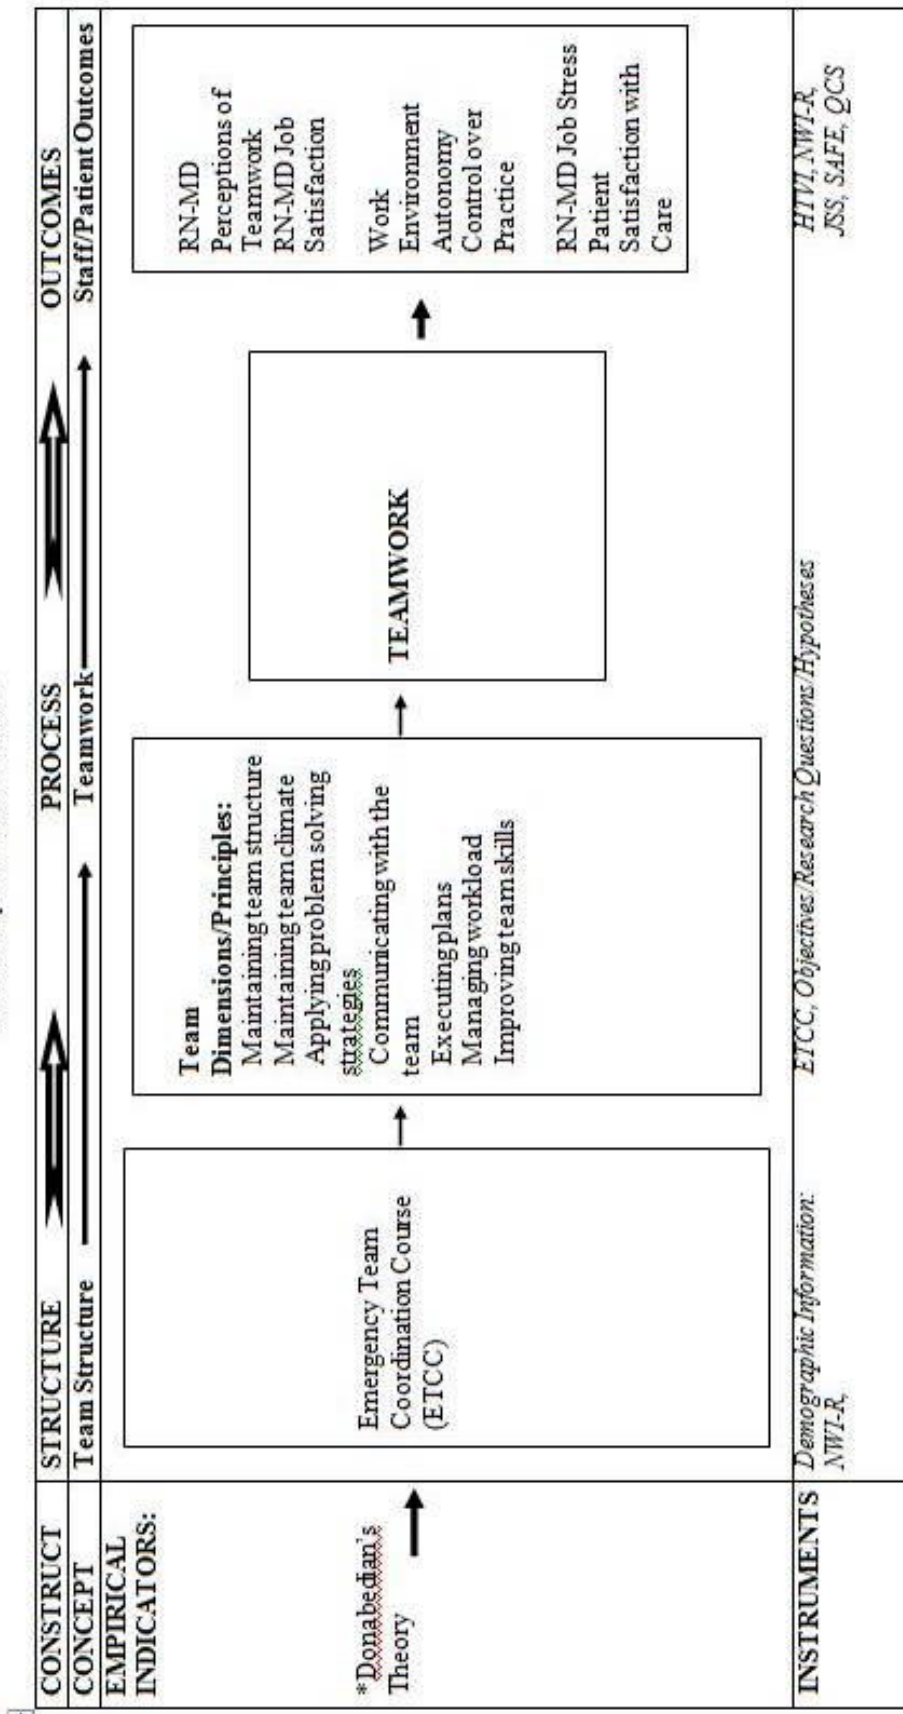 CONSTRUCT STRUCTURE PROCESS OUTCOMES
CONCEPT Team Structure Teamwork Staff/Patient Outcomes
EMPIRICAL
INDICATORS:
*Donabedian's
Theory
Emergency Team
Coordination Course
(ETCC)
Team
Dimensions/Principles:
Maintaining team structure
Maintaining team climate
Applying problem solving
strategies
Communicating with the
team
Executing plans
Managing workload
Improving team skills
TEAMWORK
RN-MD
Perceptions of
Teamwork
RN-MD Job
Satisfaction
Work
Environment
Autonomy
Control over
Practice
RN-MD Job Stress
Patient
Satisfaction with
Care
INSTRUMENTS
Demographic Information:
NWI-R,
ETCC, Objectives/Research Questions/Hypotheses
HTVI, NWI-R,
JSS, SAFE, QCS